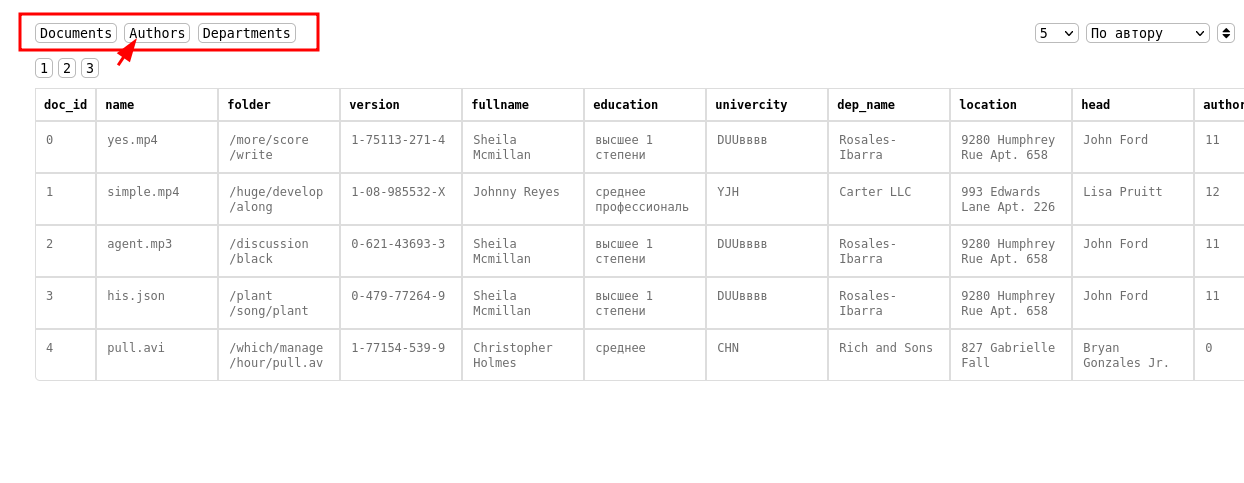 Documents Authors Departments 5 По автору
1 2 3
doc_id name folder version fullname education univercity dep_name location head author
0 yes.mp4 /more/score 1-75113-271-4 Sheila высшее 1 DUUвввв Rosales- 9280 Humphrey John Ford 11
/write Mcmillan степени Ibarra Rue Apt. 658
1 simple.mp4 /huge/develop 1-08-985532-X Johnny Reyes среднее YJH Carter LLC 993 Edwards Lisa Pruitt 12
/along профессиональ Lane Apt. 226
2 agent.mp3 /discussion 0-621-43693-3 Sheila высшее 1 DUUвввв Rosales- 9280 Humphrey John Ford 11
/black Mcmillan степени Ibarra Rue Apt. 658
3 his.json /plant 0-479-77264-9 Sheila высшее 1 DUUвввв Rosales- 9280 Humphrey John Ford 11
/song/plant Mcmillan степени Ibarra Rue Apt. 658
4 pull.avi /which/manage 1-77154-539-9 Christopher среднее CHN Rich and Sons 827 Gabrielle Bryan 0
/hour/pull.av Holmes Fall Gonzales Jr.